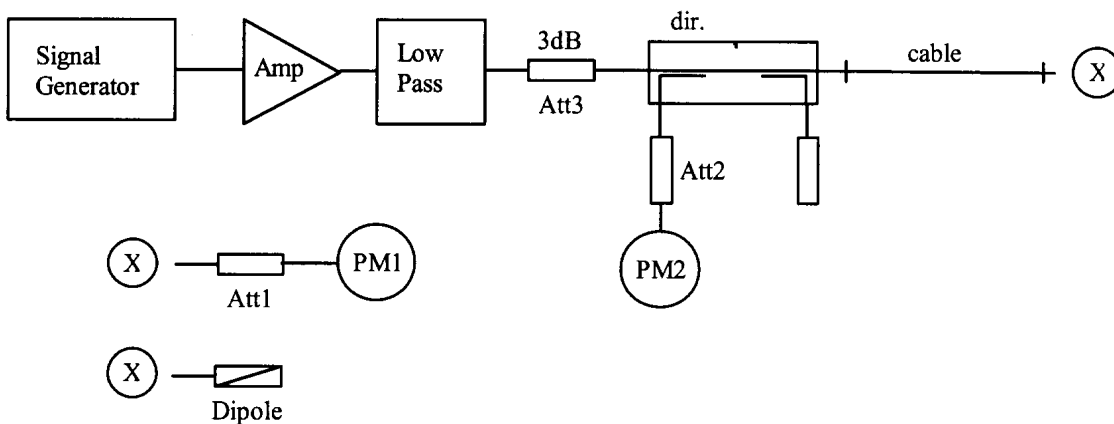 dir.
Signal
Generator
Amp
Low
Pass
3dB
Att3
cable
X
Att2
PM2
X
Att1
PM1
X
Dipole